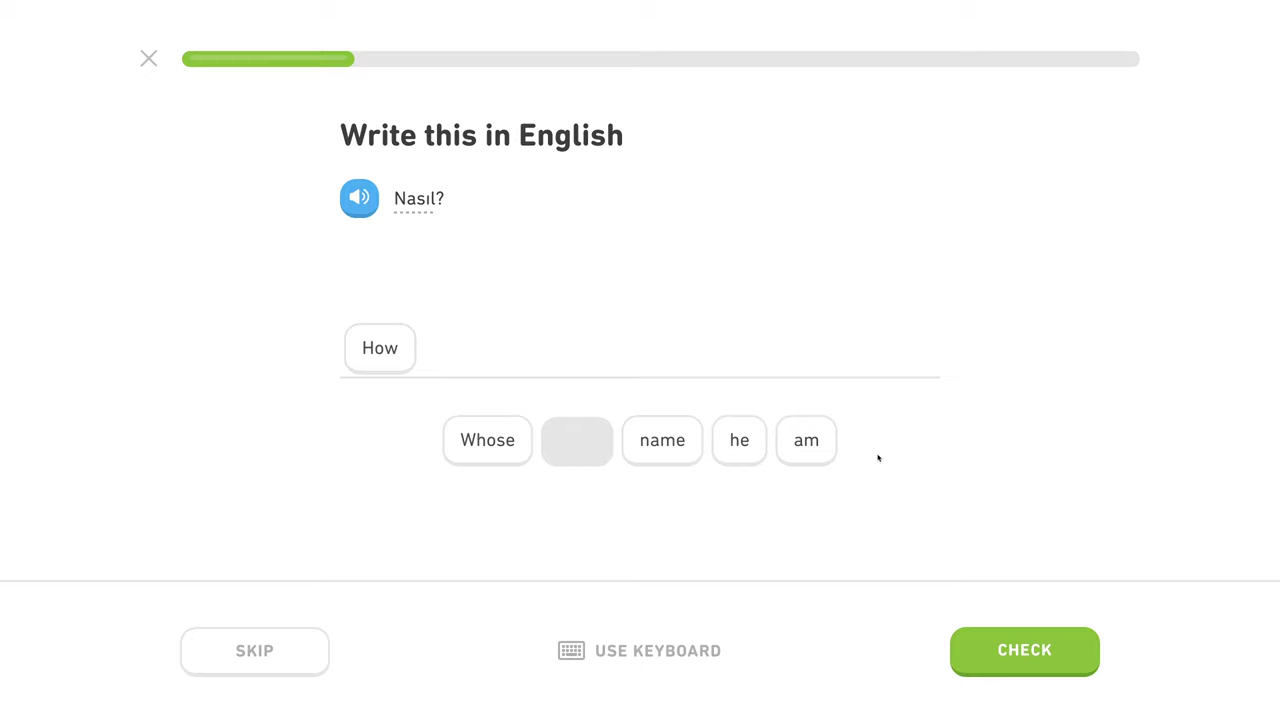 Write this in English
Nasıl?
How
Whose name he am
SKIP USE KEYBOARD CHECK